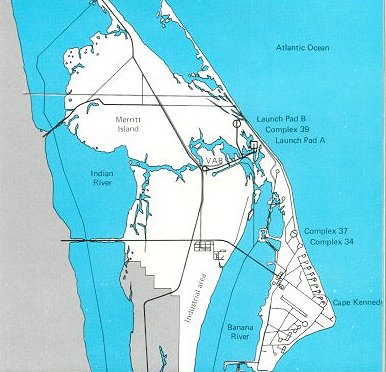 Atlantic Ocean
Launch Pad B
Complex 39
Launch Pad A
Merritt
Island
VAB
Indian
River
Complex 37
Complex 34
Industrial area
Cape Kennedy
Banana
River